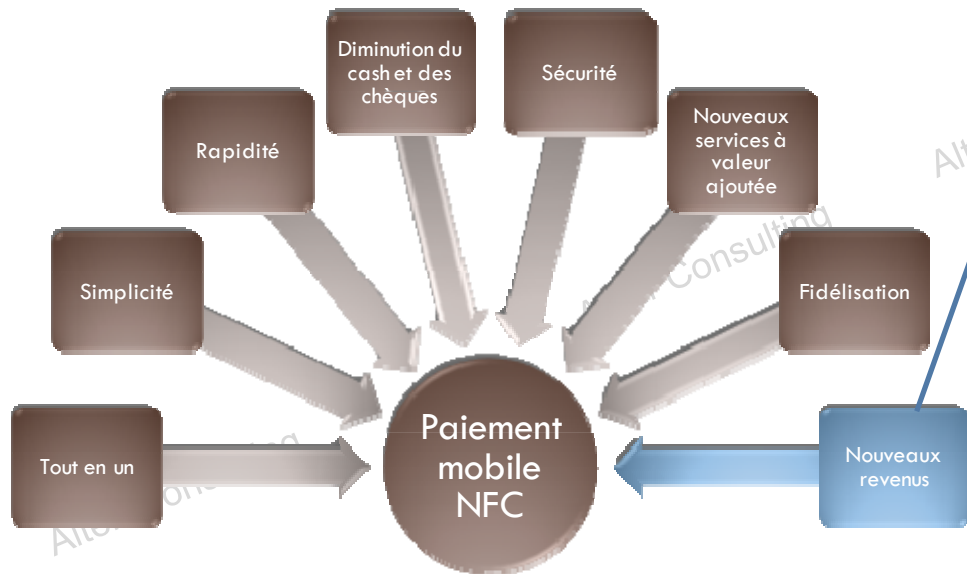 Diminution du
cash et des
chèques
Sécurité
Rapidité
Nouveaux
services à
valeur
ajoutée
Simplicité
Fidélisation
Tout en un
Paiement
mobile
NFC
Nouveaux
revenus
Consulting